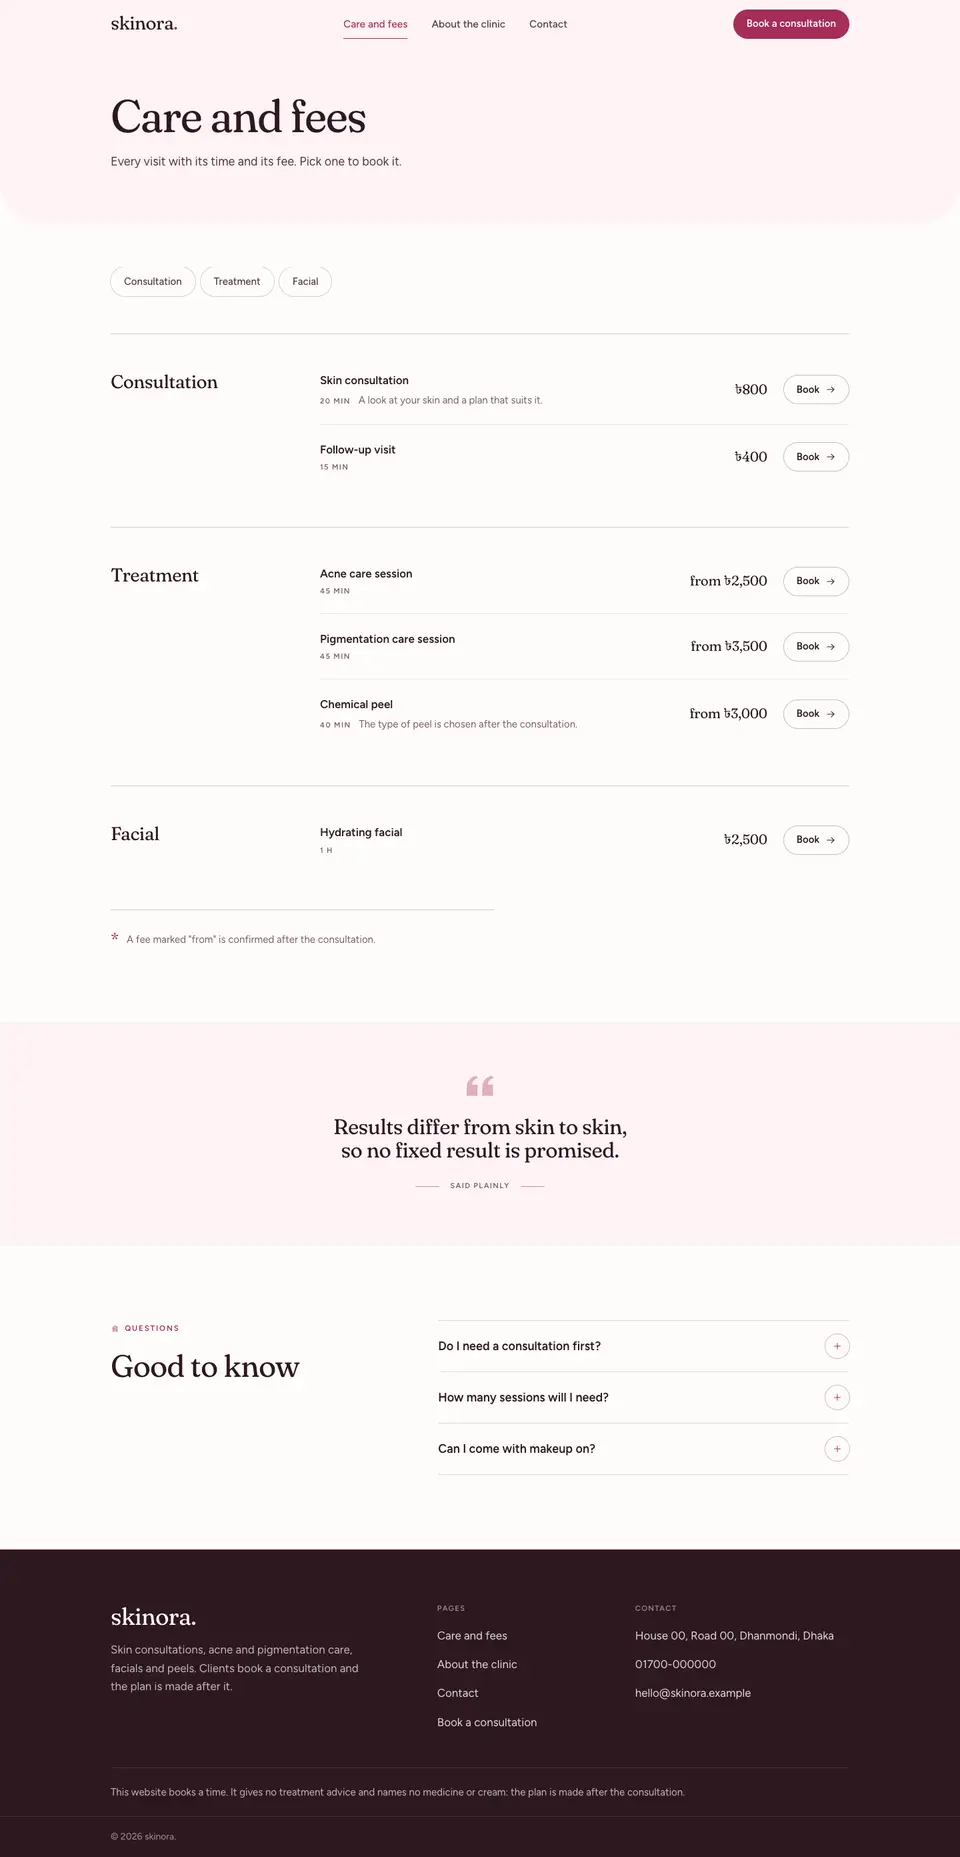 skinora.
Care and fees
About the clinic
Contact
Book a consultation
Care and fees
Every visit with its time and its fee. Pick one to book it.
Consultation
Treatment
Facial
Consultation
Skin consultation
20 MIN A look at your skin and a plan that suits it.
৳800
Book →
Follow-up visit
15 MIN
৳400
Book →
Treatment
Acne care session
45 MIN
from ৳2,500
Book →
Pigmentation care session
45 MIN
from ৳3,500
Book →
Chemical peel
40 MIN The type of peel is chosen after the consultation.
from ৳3,000
Book →
Facial
Hydrating facial
1 H
৳2,500
Book →
* A fee marked "from" is confirmed after the consultation.
“
Results differ from skin to skin,
so no fixed result is promised.
SAID PLAINLY
QUESTIONS
Good to know
Do I need a consultation first?
+
How many sessions will I need?
+
Can I come with makeup on?
+
skinora.
Skin consultations, acne and pigmentation care,
facials and peels. Clients book a consultation and
the plan is made after it.
PAGES
Care and fees
About the clinic
Contact
Book a consultation
CONTACT
House 00, Road 00, Dhanmondi, Dhaka
01700-000000
hello@skinora.example
This website books a time. It gives no treatment advice and names no medicine or cream: the plan is made after the consultation.
© 2026 skinora.